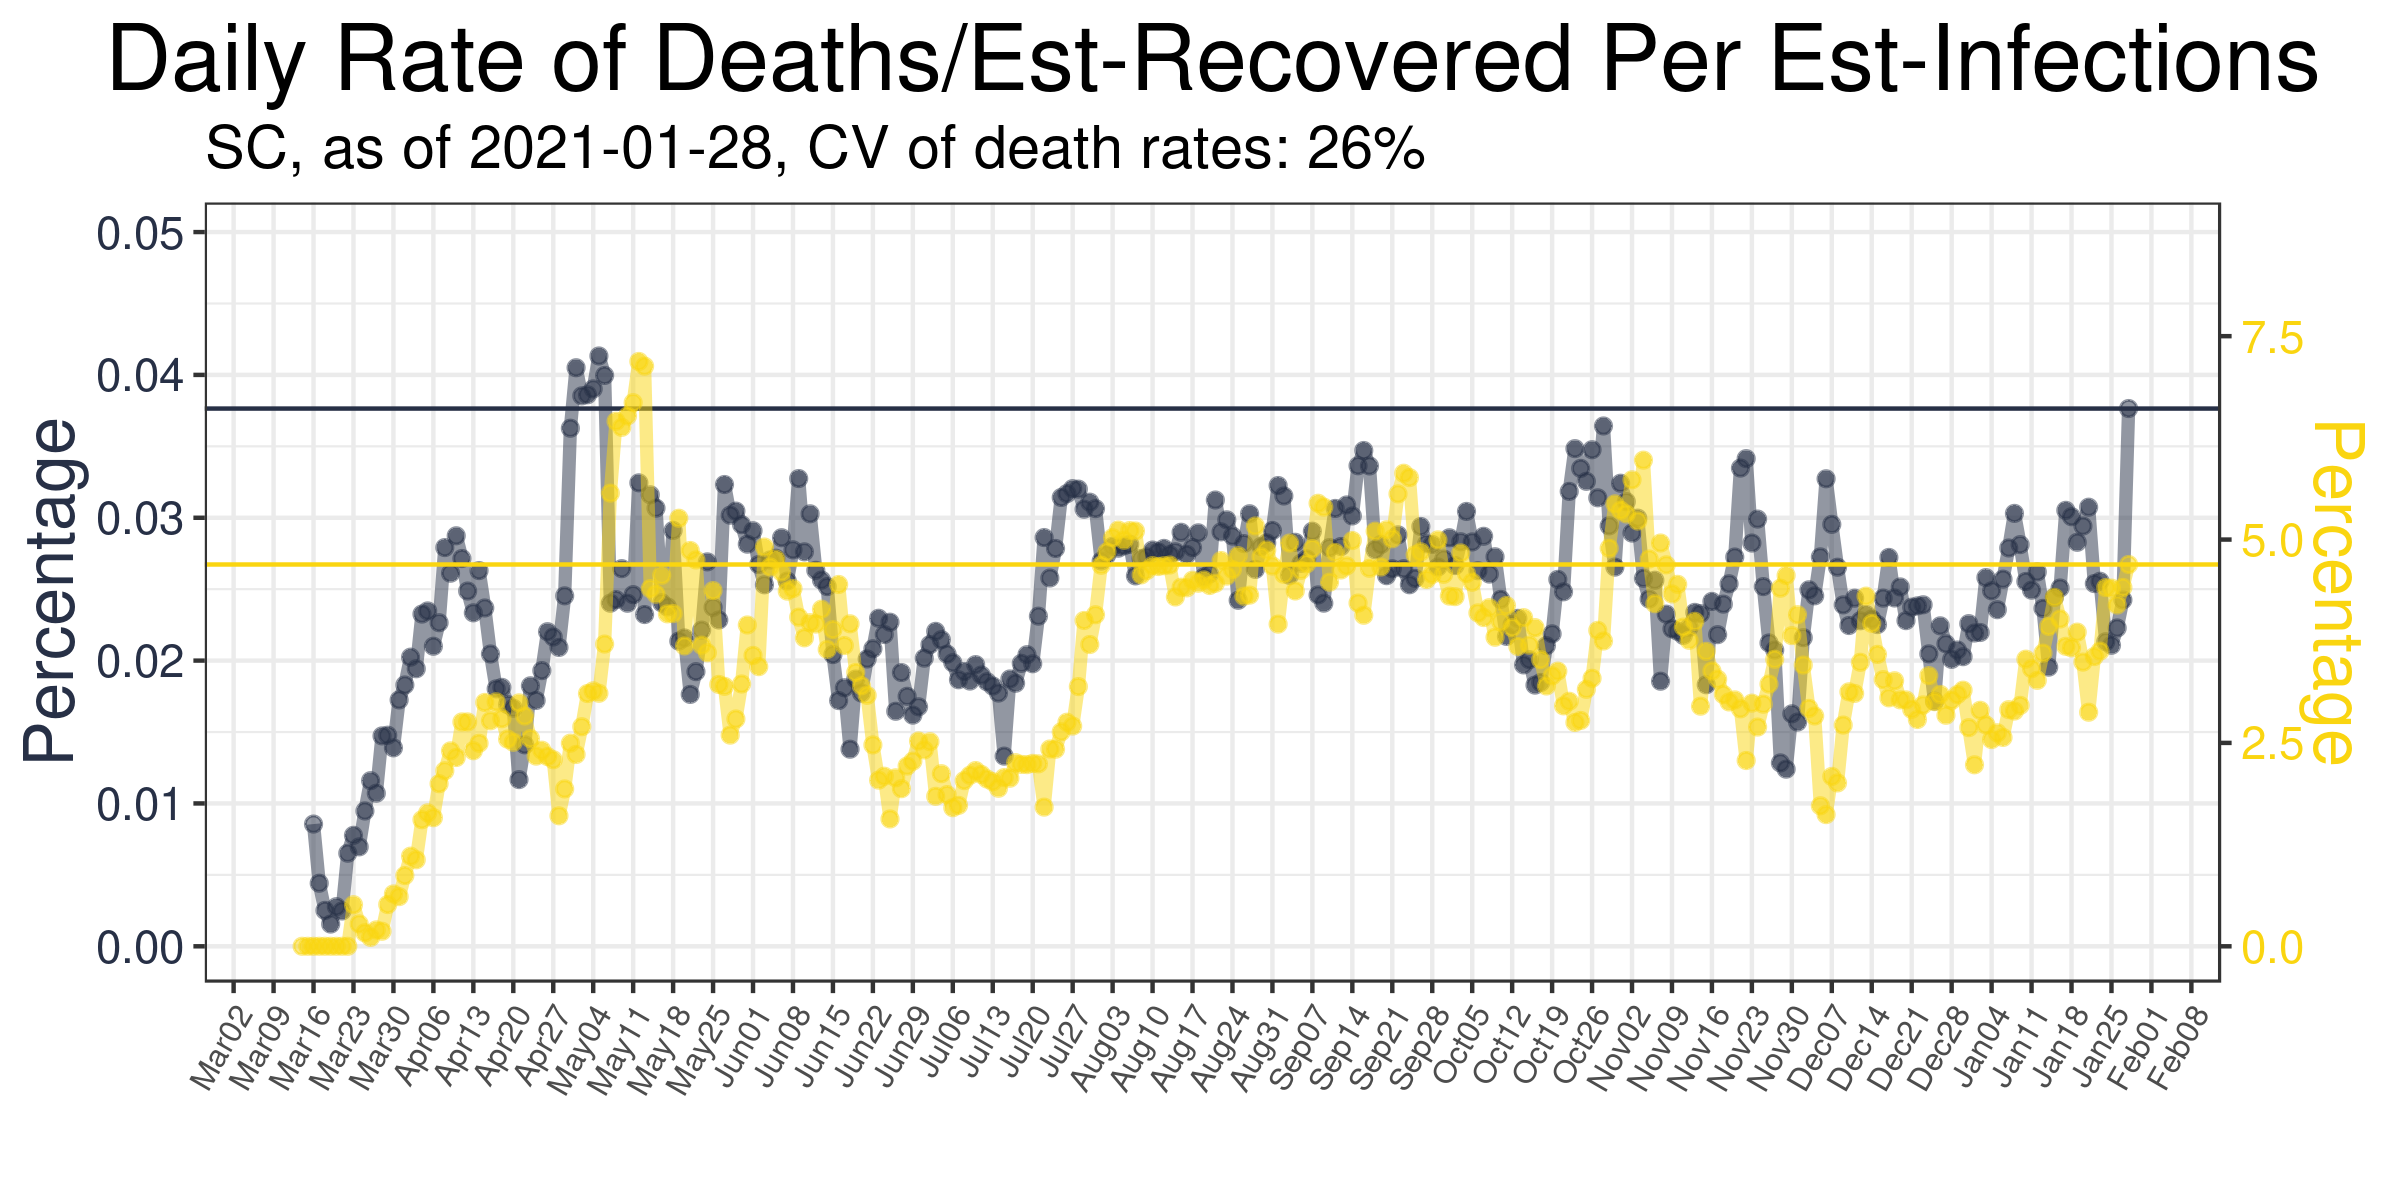 Daily Rate of Deaths/Est-Recovered Per Est-Infections
SC, as of 2021-01-28, CV of death rates: 26%
Percentage
0.05
0.04
0.03
0.02
0.01
0.00
7.5
5.0
2.5
0.0
Percentage
Mar02 Mar09 Mar16 Mar23 Mar30 Apr06 Apr13 Apr20 Apr27 May04 May11 May18 May25 Jun01 Jun08 Jun15 Jun22 Jun29 Jul06 Jul13 Jul20 Jul27 Aug03 Aug10 Aug17 Aug24 Aug31 Sep07 Sep14 Sep21 Sep28 Oct05 Oct12 Oct19 Oct26 Nov02 Nov09 Nov16 Nov23 Nov30 Dec07 Dec14 Dec21 Dec28 Jan04 Jan11 Jan18 Jan25 Feb01 Feb08